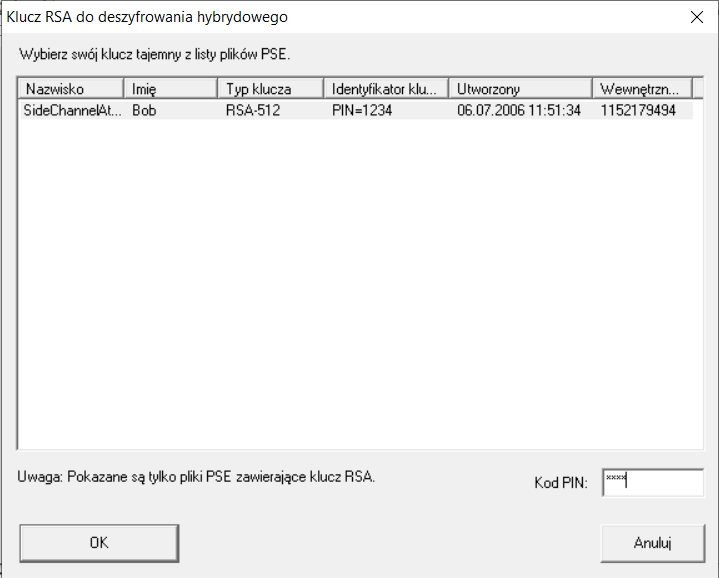 Klucz RSA do deszyfrowania hybrydowego
Wybierz swój klucz tajemny z listy plików PSE.
Nazwisko Imię Typ klucza Identyfikator klu... Utworzony Wewnętrzn...
SideChannelAt... Bob RSA-512 PIN=1234 06.07.2006 11:51:34 1152179494
Uwaga: Pokazane są tylko pliki PSE zawierające klucz RSA.
Kod PIN: ****
OK Anuluj